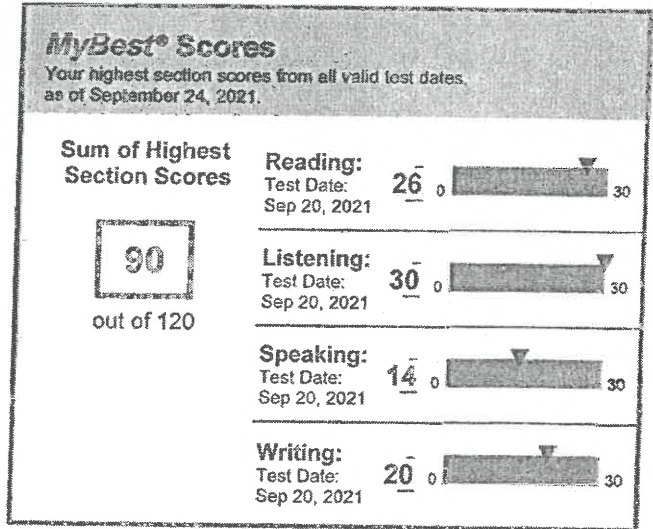 MyBest® Scores
Your highest section scores from all valid test dates,
as of September 24, 2021.
Sum of Highest
Section Scores
90
out of 120
Reading:
Test Date:
Sep 20, 2021
26
0
30
Listening:
Test Date:
Sep 20, 2021
30
0
30
Speaking:
Test Date:
Sep 20, 2021
14
0
30
Writing:
Test Date:
Sep 20, 2021
20
0
30